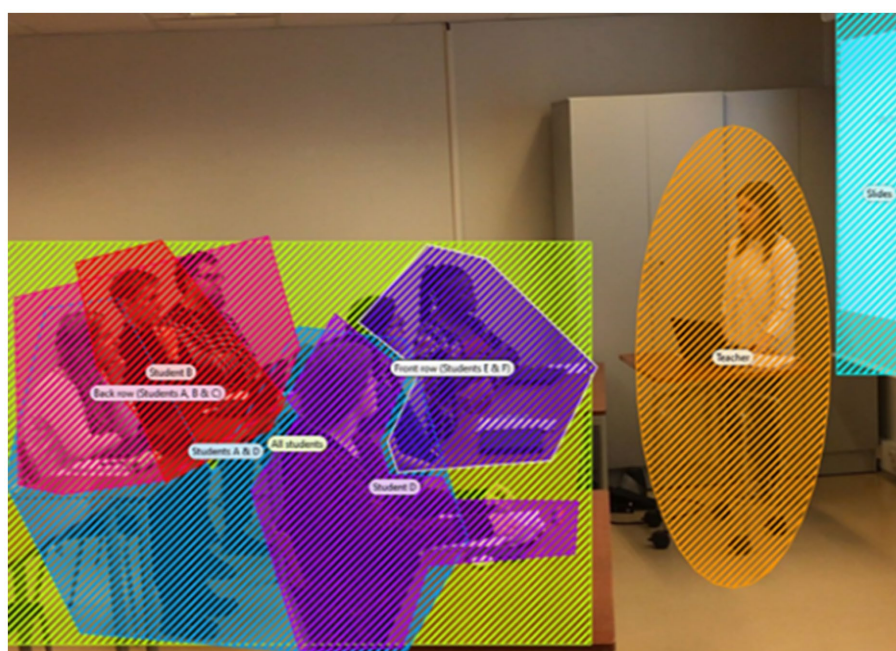 Slides
Teacher
Front row (Students E & F)
Student B
Back row (Students A, B & C)
Students A & D
All students
Student D